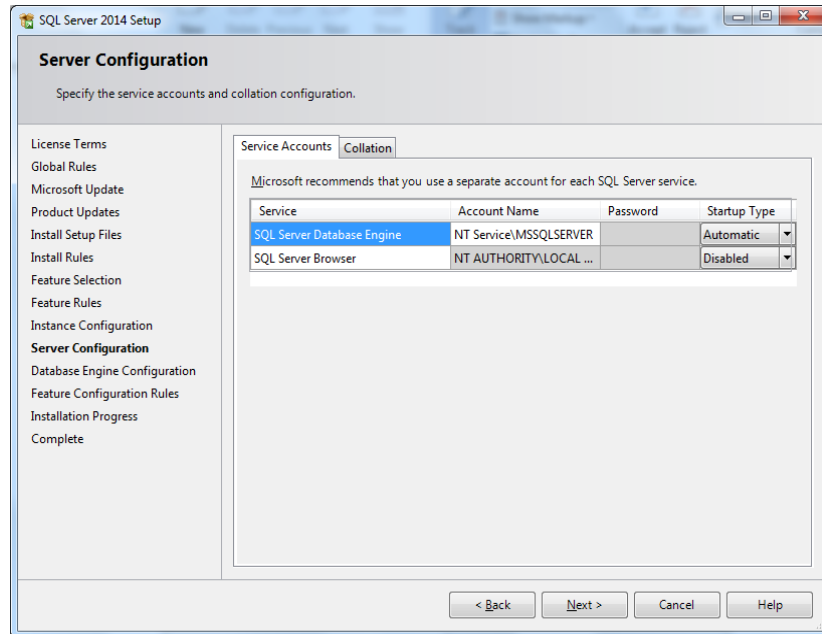 SQL Server 2014 Setup
Server Configuration
Specify the service accounts and collation configuration.
License Terms
Global Rules
Microsoft Update
Product Updates
Install Setup Files
Install Rules
Feature Selection
Feature Rules
Instance Configuration
Server Configuration
Database Engine Configuration
Feature Configuration Rules
Installation Progress
Complete
Service Accounts Collation
Microsoft recommends that you use a separate account for each SQL Server service.
Service Account Name Password Startup Type
SQL Server Database Engine NT Service\MSSQLSERVER Automatic
SQL Server Browser NT AUTHORITY\LOCAL ... Disabled
< Back Next > Cancel Help